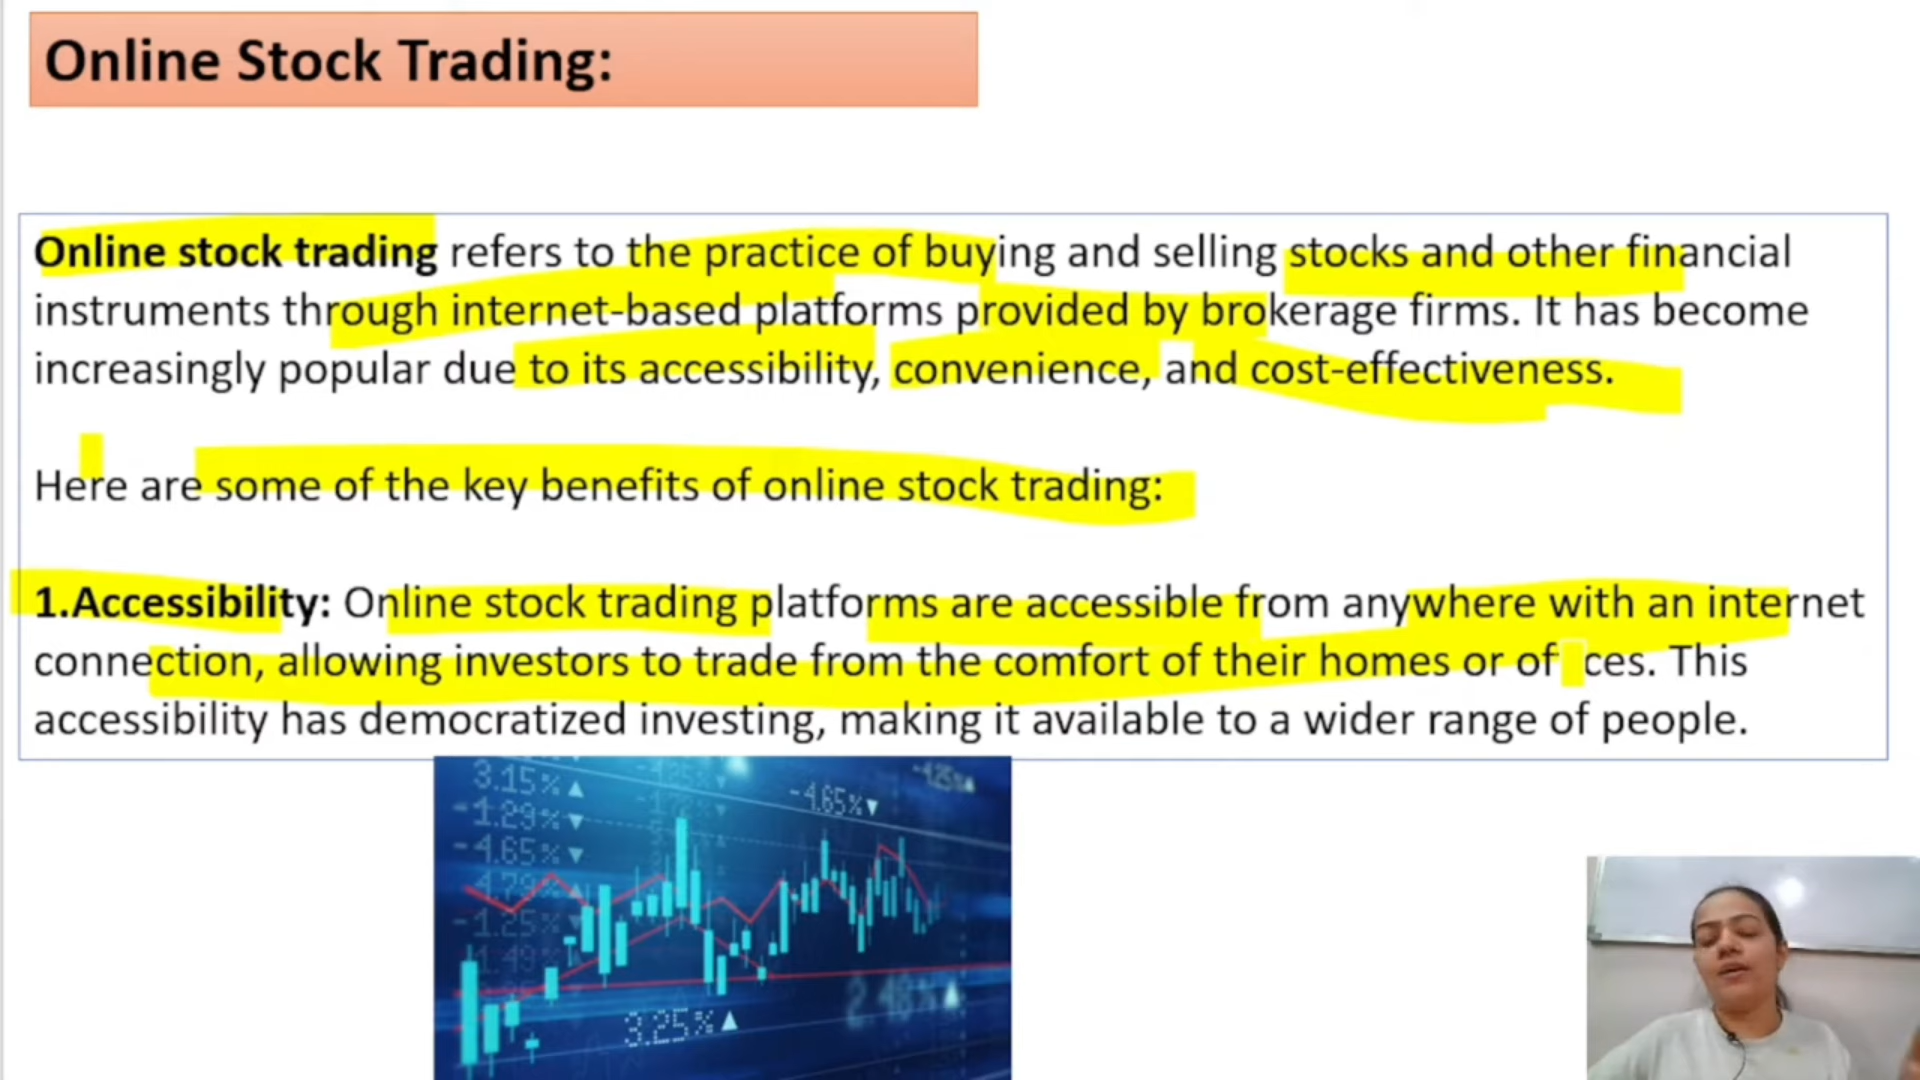 Online Stock Trading:
Online stock trading refers to the practice of buying and selling stocks and other financial
instruments through internet-based platforms provided by brokerage firms. It has become
increasingly popular due to its accessibility, convenience, and cost-effectiveness.
Here are some of the key benefits of online stock trading:
1.Accessibility: Online stock trading platforms are accessible from anywhere with an internet
connection, allowing investors to trade from the comfort of their homes or of ces. This
accessibility has democratized investing, making it available to a wider range of people.
3.15% ▲
-1.29% ▼
-4.65% ▼
-4.65% ▼
-1.25%
3.25% ▲
2.48% ▲